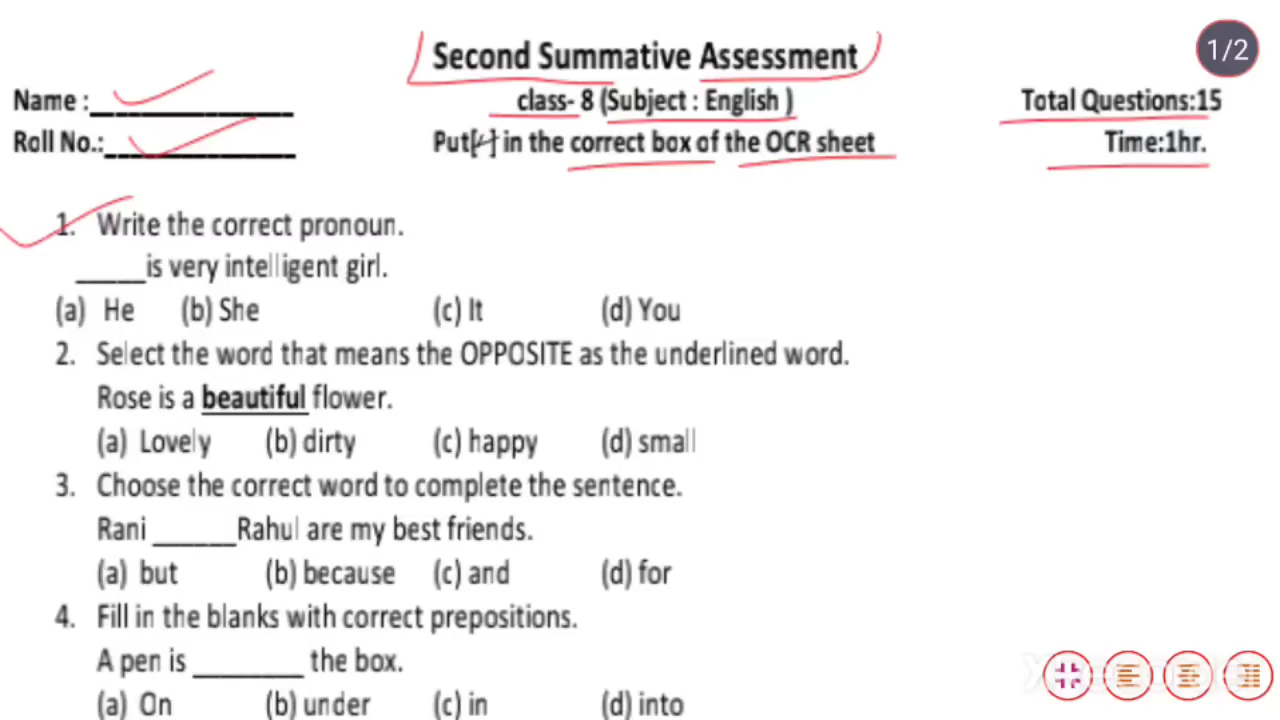 Second Summative Assessment
1/2
Name :_______________
class- 8 (Subject : English )
Total Questions:15
Roll No.:______________
Put[✓] in the correct box of the OCR sheet
Time:1hr.
1. Write the correct pronoun.
_____is very intelligent girl.
(a) He (b) She (c) It (d) You
2. Select the word that means the OPPOSITE as the underlined word.
Rose is a beautiful flower.
(a) Lovely (b) dirty (c) happy (d) small
3. Choose the correct word to complete the sentence.
Rani ______Rahul are my best friends.
(a) but (b) because (c) and (d) for
4. Fill in the blanks with correct prepositions.
A pen is ________ the box.
(a) On (b) under (c) in (d) into